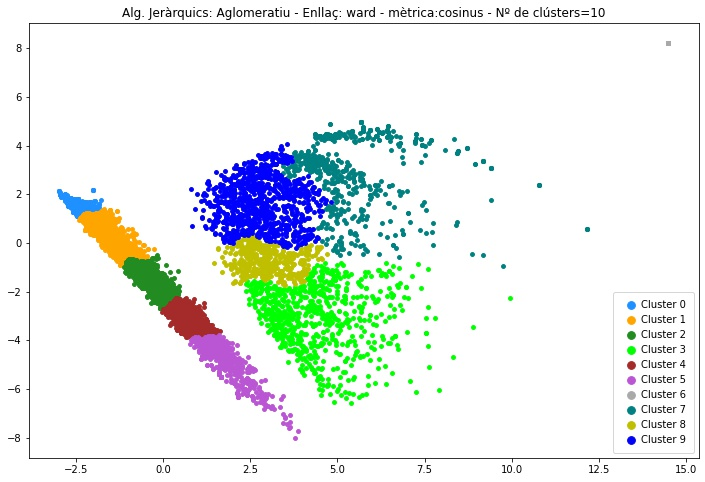 Alg. Jeràrquics: Aglomeratiu - Enllaç: ward - mètrica:cosinus - Nº de clústers=10
8
6
4
2
0
−2
−4
−6
−8
−2.5 0.0 2.5 5.0 7.5 10.0 12.5 15.0
Cluster 0
Cluster 1
Cluster 2
Cluster 3
Cluster 4
Cluster 5
Cluster 6
Cluster 7
Cluster 8
Cluster 9